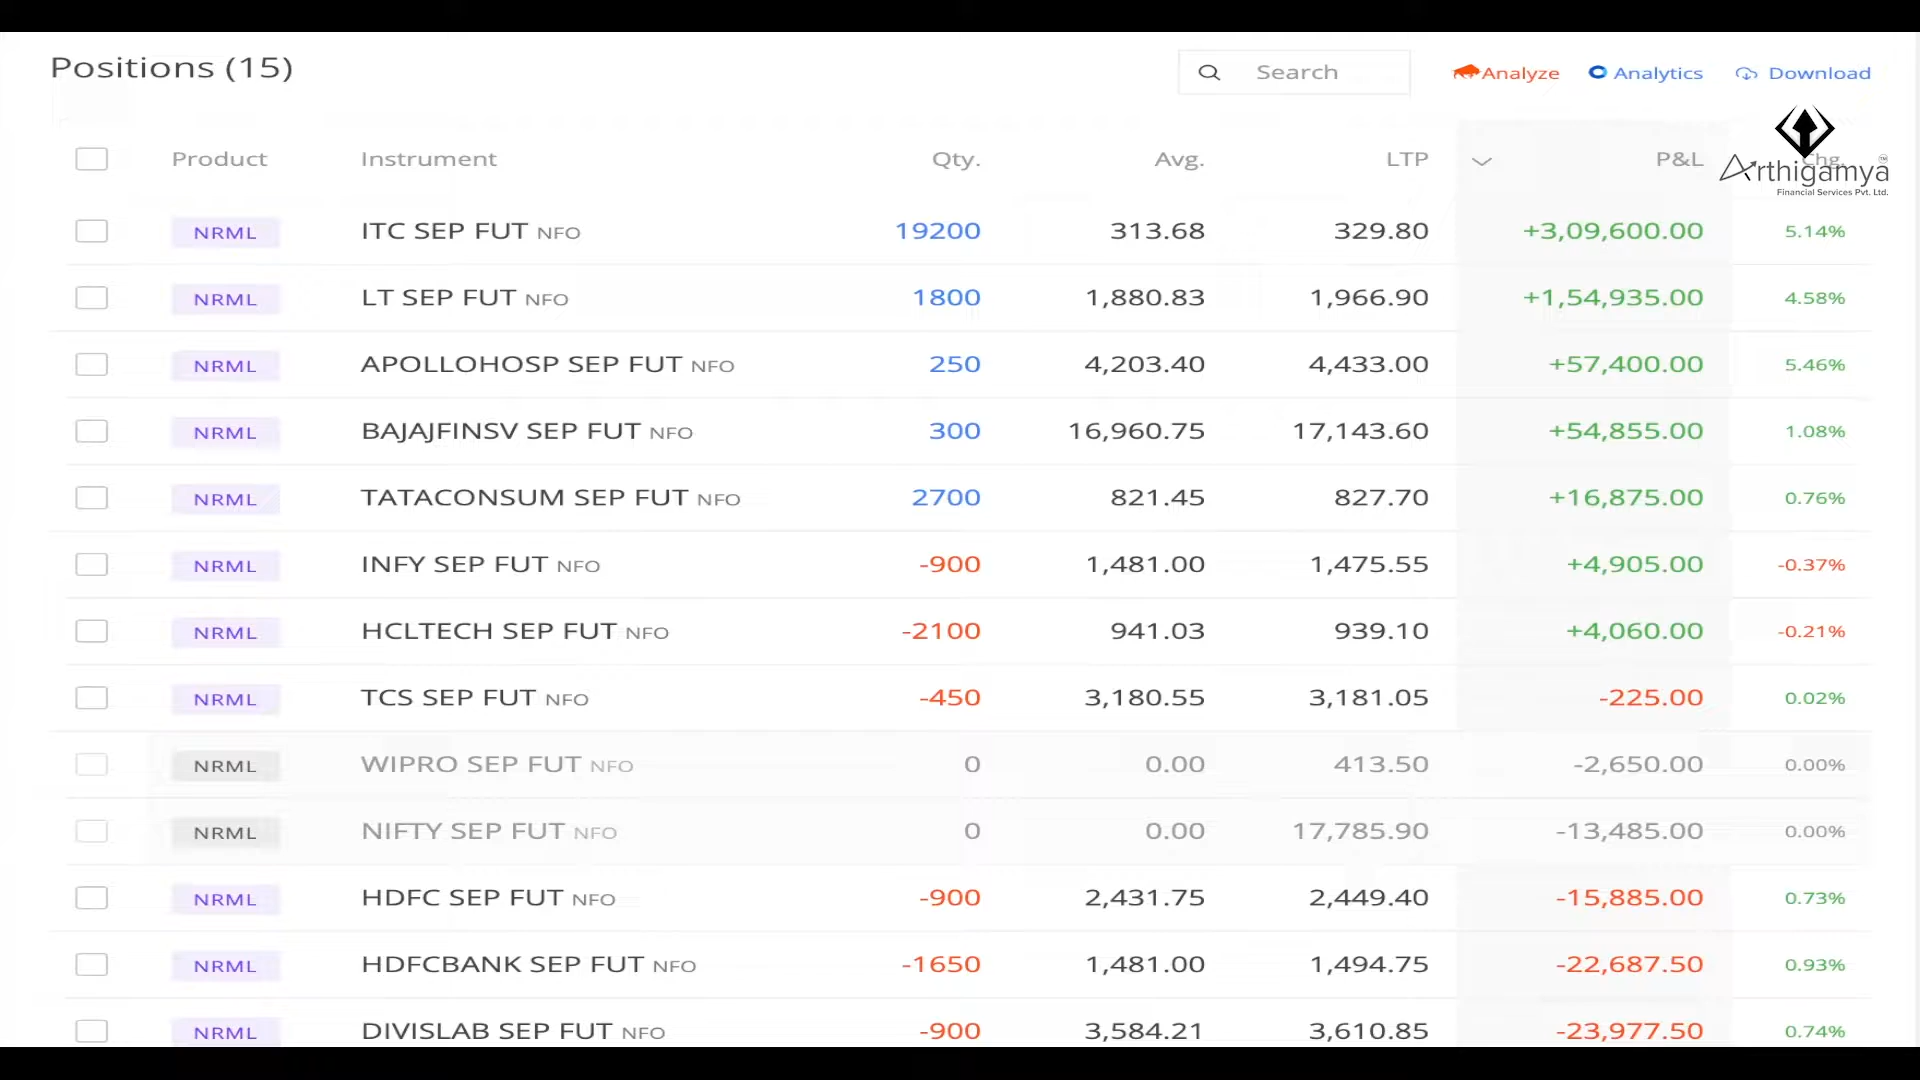 Positions (15) Search Analyze Analytics Download
Arthigamya™
Financial Services Pvt. Ltd.
Product Instrument Qty. Avg. LTP P&L Chg.
NRML ITC SEP FUT NFO 19200 313.68 329.80 +3,09,600.00 5.14%
NRML LT SEP FUT NFO 1800 1,880.83 1,966.90 +1,54,935.00 4.58%
NRML APOLLOHOSP SEP FUT NFO 250 4,203.40 4,433.00 +57,400.00 5.46%
NRML BAJAJFINSV SEP FUT NFO 300 16,960.75 17,143.60 +54,855.00 1.08%
NRML TATACONSUM SEP FUT NFO 2700 821.45 827.70 +16,875.00 0.76%
NRML INFY SEP FUT NFO -900 1,481.00 1,475.55 +4,905.00 -0.37%
NRML HCLTECH SEP FUT NFO -2100 941.03 939.10 +4,060.00 -0.21%
NRML TCS SEP FUT NFO -450 3,180.55 3,181.05 -225.00 0.02%
NRML WIPRO SEP FUT NFO 0 0.00 413.50 -2,650.00 0.00%
NRML NIFTY SEP FUT NFO 0 0.00 17,785.90 -13,485.00 0.00%
NRML HDFC SEP FUT NFO -900 2,431.75 2,449.40 -15,885.00 0.73%
NRML HDFCBANK SEP FUT NFO -1650 1,481.00 1,494.75 -22,687.50 0.93%
NRML DIVISLAB SEP FUT NFO -900 3,584.21 3,610.85 -23,977.50 0.74%